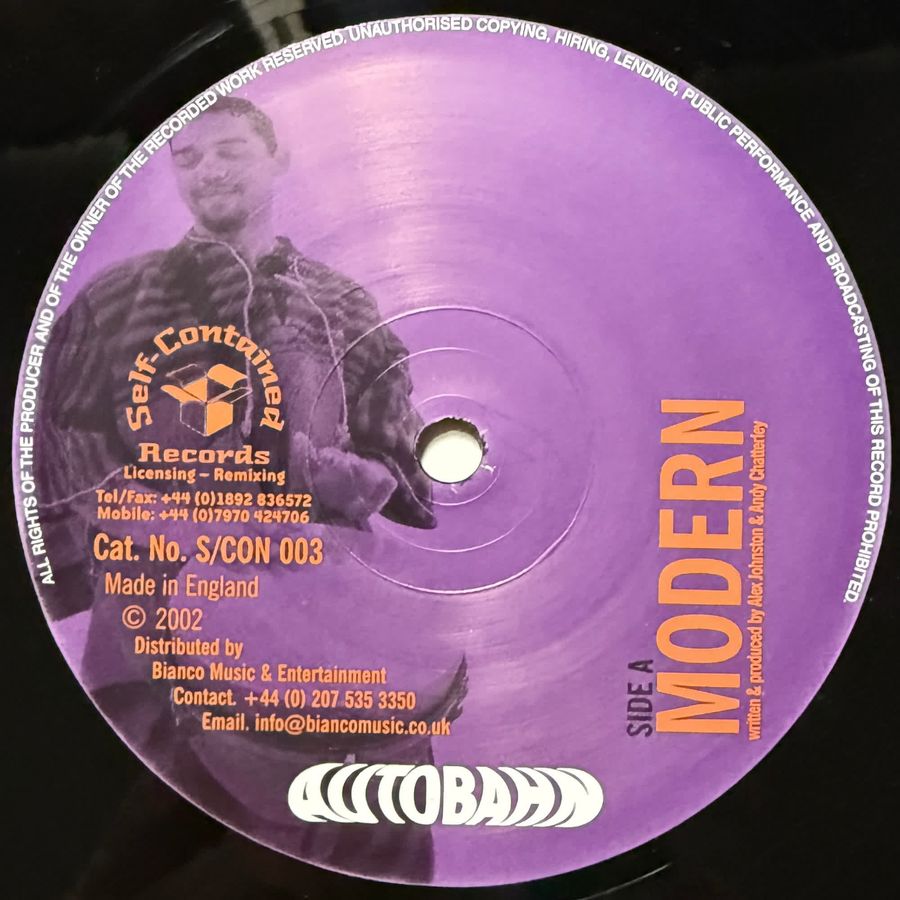 ALL RIGHTS OF THE PRODUCER AND OF THE OWNER OF THE RECORDED WORK RESERVED. UNAUTHORISED COPYING, HIRING, LENDING, PUBLIC PERFORMANCE AND BROADCASTING OF THIS RECORD PROHIBITED.
Self-Contained
Records
Licensing - Remixing
Tel/Fax: +44 (0)1892 836572
Mobile: +44 (0)7970 424706
Cat. No. S/CON 003
Made in England
© 2002
Distributed by
Bianco Music & Entertainment
Contact. +44 (0) 207 535 3350
Email. info@biancomusic.co.uk
SIDE A
MODERN
written & produced by Alex Johnston & Andy Chatterley
AUTOBAHN